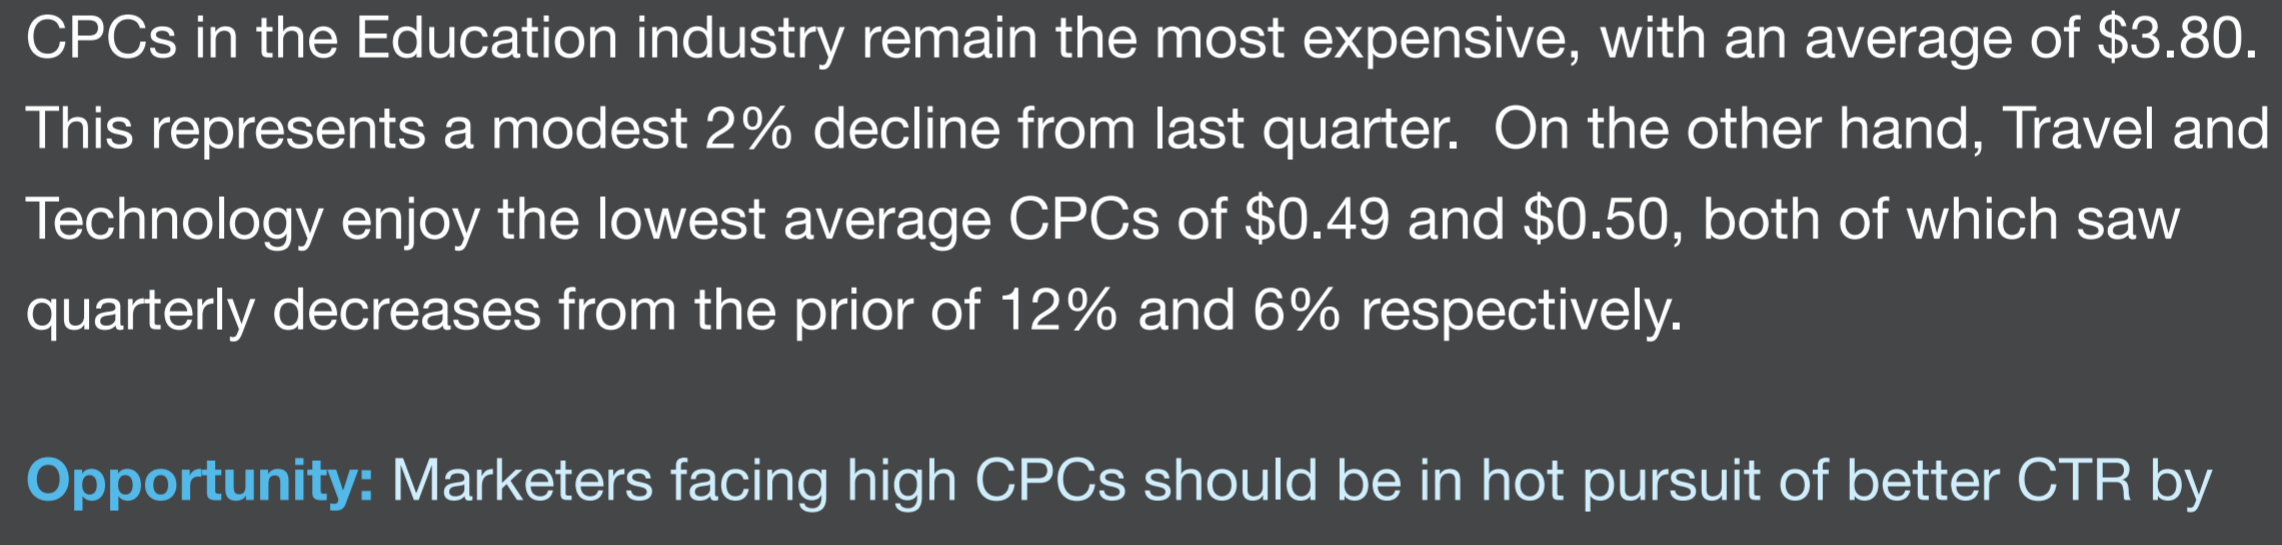 CPCs in the Education industry remain the most expensive, with an average of $3.80.
This represents a modest 2% decline from last quarter.  On the other hand, Travel and
Technology enjoy the lowest average CPCs of $0.49 and $0.50, both of which saw
quarterly decreases from the prior of 12% and 6% respectively.
Opportunity: Marketers facing high CPCs should be in hot pursuit of better CTR by